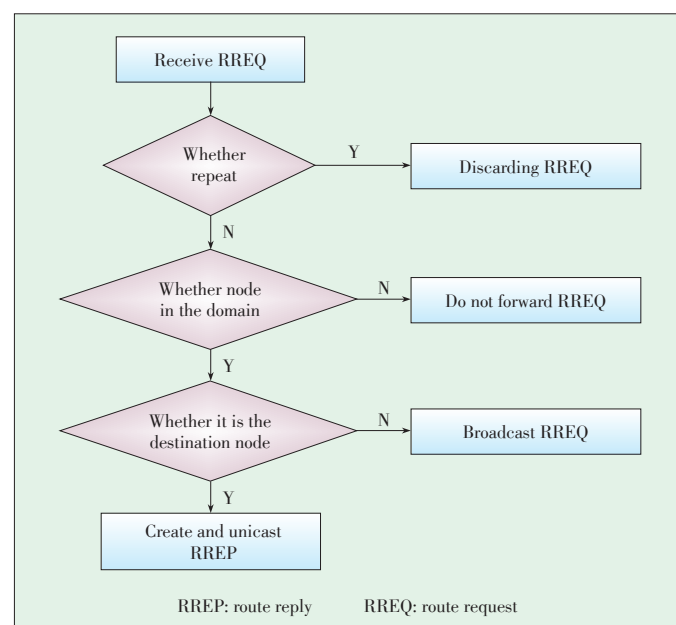 Receive RREQ
Whether
repeat
Y
Discarding RREQ
N
Whether node
in the domain
N
Do not forward RREQ
Y
Whether it is the
destination node
N
Broadcast RREQ
Y
Create and unicast
RREP
RREP: route reply RREQ: route request